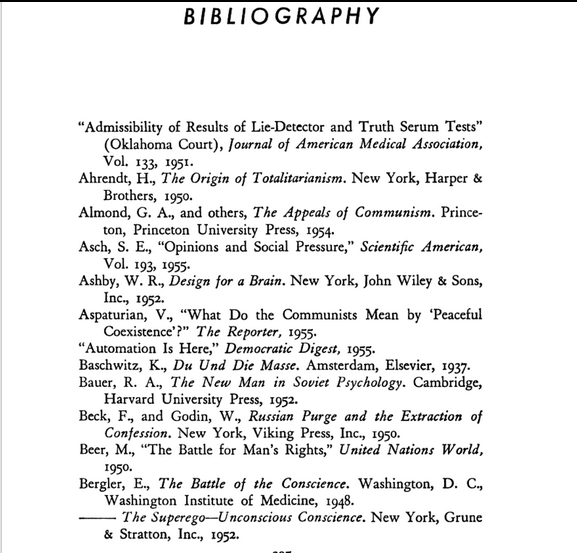 BIBLIOGRAPHY
"Admissibility of Results of Lie-Detector and Truth Serum Tests"
(Oklahoma Court), Journal of American Medical Association,
Vol. 133, 1951.
Ahrendt, H., The Origin of Totalitarianism. New York, Harper &
Brothers, 1950.
Almond, G. A., and others, The Appeals of Communism. Prince-
ton, Princeton University Press, 1954.
Asch, S. E., "Opinions and Social Pressure," Scientific American,
Vol. 193, 1955.
Ashby, W. R., Design for a Brain. New York, John Wiley & Sons,
Inc., 1952.
Aspaturian, V., "What Do the Communists Mean by 'Peaceful
Coexistence'?" The Reporter, 1955.
"Automation Is Here," Democratic Digest, 1955.
Baschwitz, K., Du Und Die Masse. Amsterdam, Elsevier, 1937.
Bauer, R. A., The New Man in Soviet Psychology. Cambridge,
Harvard University Press, 1952.
Beck, F., and Godin, W., Russian Purge and the Extraction of
Confession. New York, Viking Press, Inc., 1950.
Beer, M., "The Battle for Man's Rights," United Nations World,
1950.
Bergler, E., The Battle of the Conscience. Washington, D. C.,
Washington Institute of Medicine, 1948.
—— The Superego—Unconscious Conscience. New York, Grune
& Stratton, Inc., 1952.